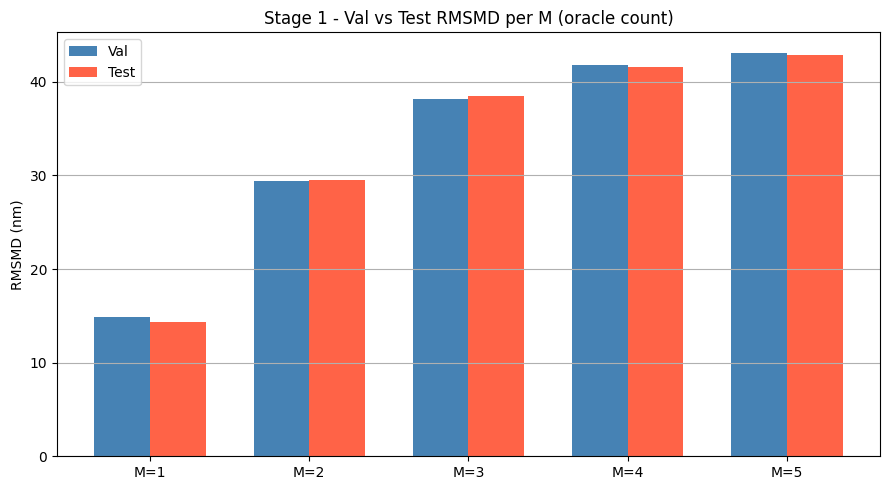 Stage 1 - Val vs Test RMSMD per M (oracle count)
Val
Test
RMSMD (nm)
40
30
20
10
0
M=1 M=2 M=3 M=4 M=5